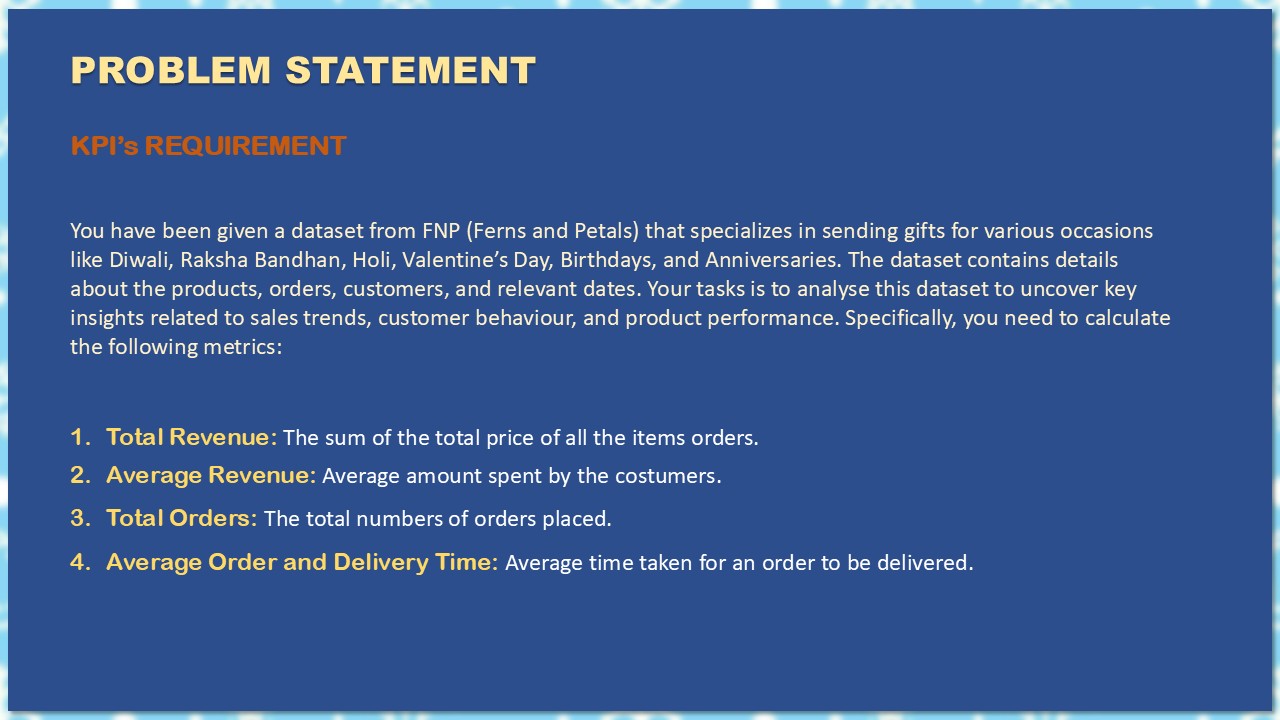 PROBLEM STATEMENT
KPI’s REQUIREMENT
You have been given a dataset from FNP (Ferns and Petals) that specializes in sending gifts for various occasions
like Diwali, Raksha Bandhan, Holi, Valentine’s Day, Birthdays, and Anniversaries. The dataset contains details
about the products, orders, customers, and relevant dates. Your tasks is to analyse this dataset to uncover key
insights related to sales trends, customer behaviour, and product performance. Specifically, you need to calculate
the following metrics:
1. Total Revenue: The sum of the total price of all the items orders.
2. Average Revenue: Average amount spent by the costumers.
3. Total Orders: The total numbers of orders placed.
4. Average Order and Delivery Time: Average time taken for an order to be delivered.